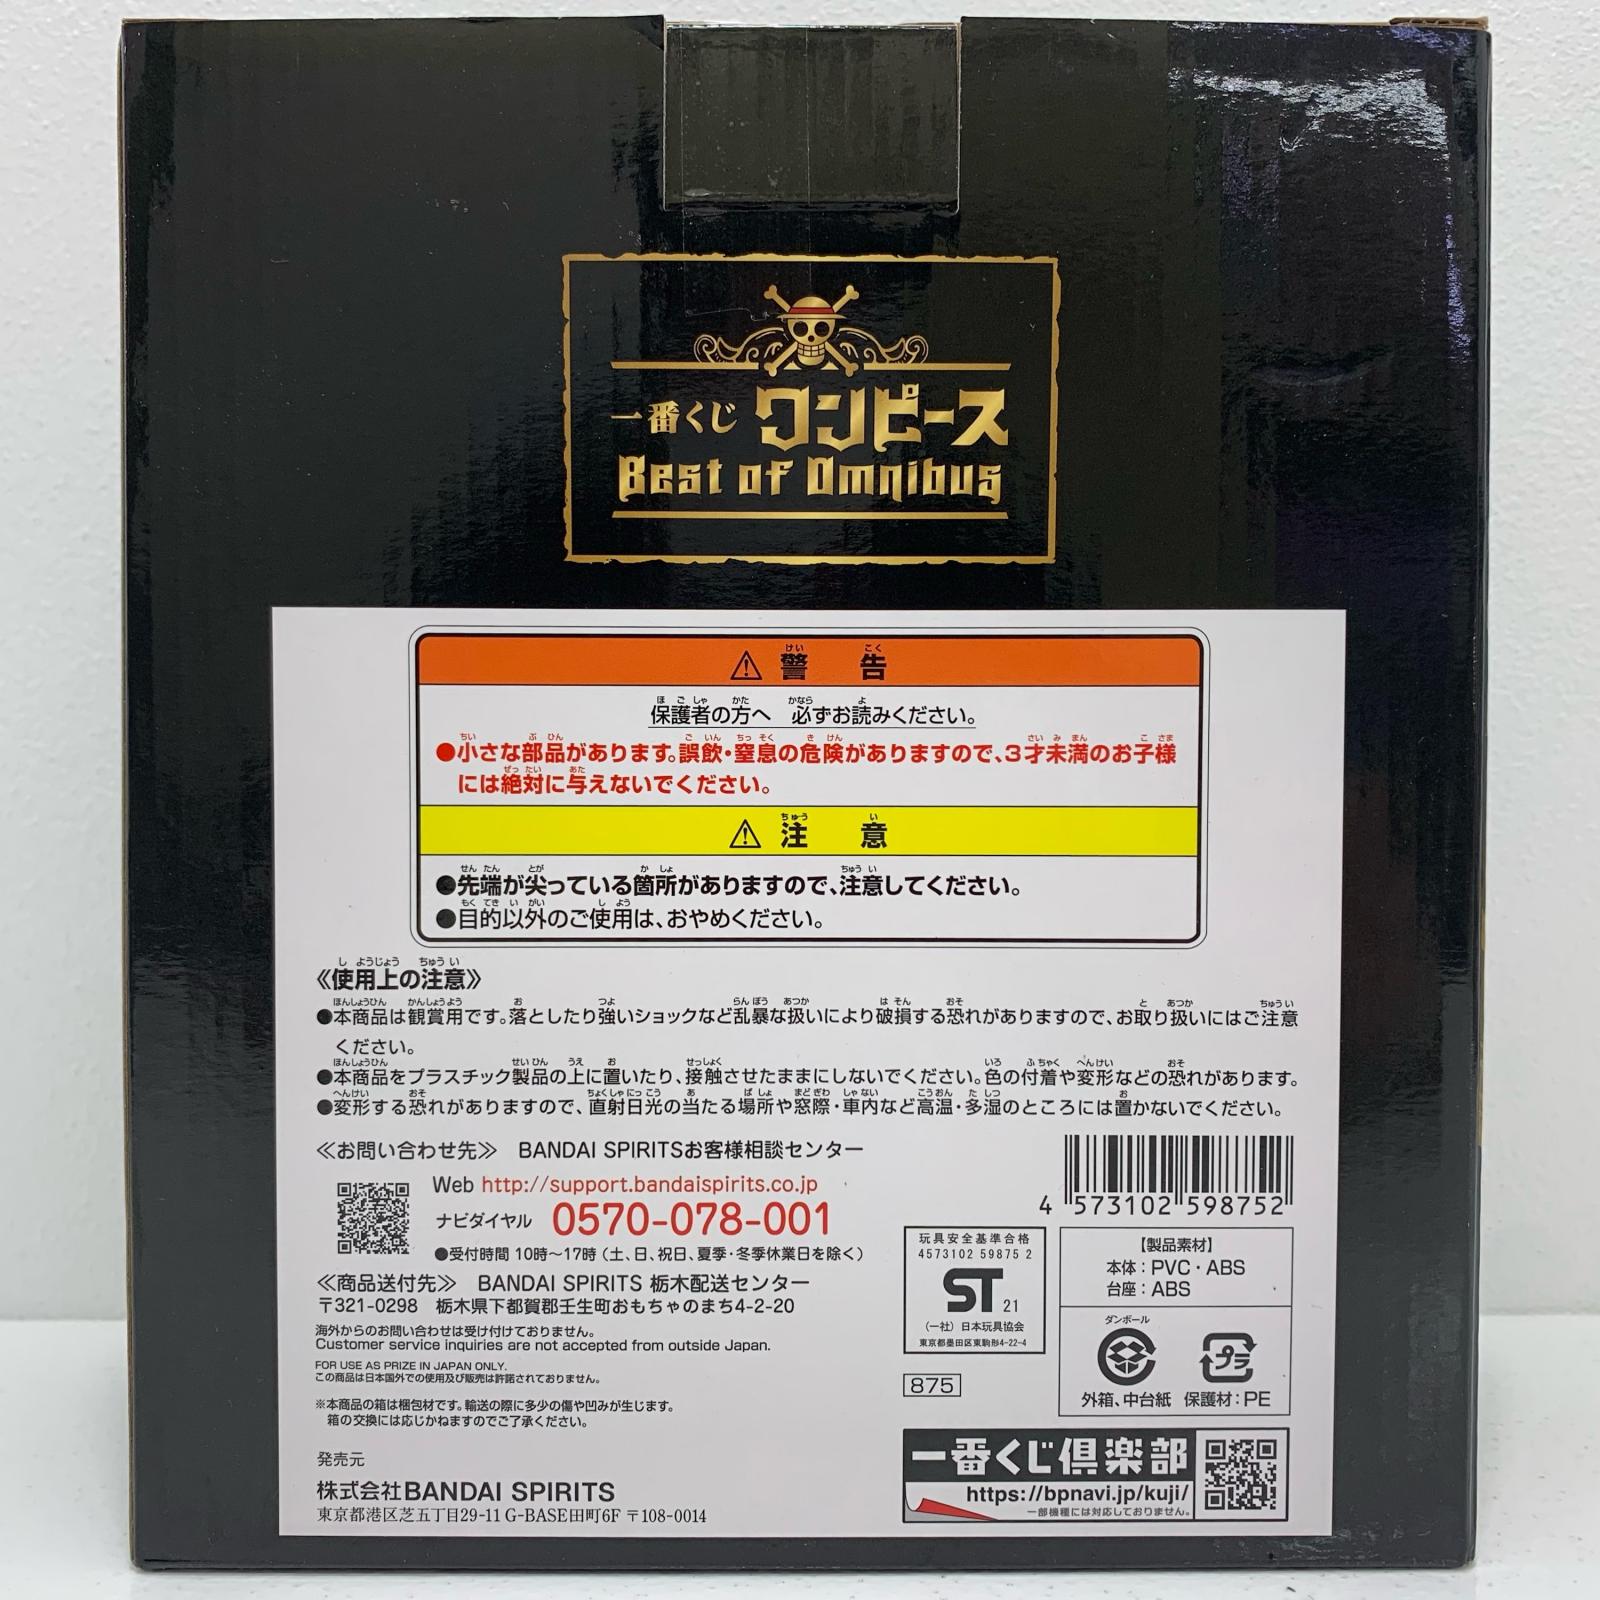 一番くじ ワンピース
Best of Omnibus
警告
保護者の方へ 必ずお読みください。
●小さな部品があります。誤飲・窒息の危険がありますので、3才未満のお子様
には絶対に与えないでください。
注意
●先端が尖っている箇所がありますので、注意してください。
●目的以外のご使用は、おやめください。
《使用上の注意》
●本商品は観賞用です。落としたり強いショックなど乱暴な扱いにより破損する恐れがありますので、お取り扱いにはご注意
ください。
●本商品をプラスチック製品の上に置いたり、接触させたままにしないでください。色の付着や変形などの恐れがあります。
●変形する恐れがありますので、直射日光の当たる場所や窓際・車内など高温・多湿のところには置かないでください。
≪お問い合わせ先≫ BANDAI SPIRITSお客様相談センター
Web http://support.bandaispirits.co.jp
ナビダイヤル 0570-078-001
●受付時間 10時～17時（土、日、祝日、夏季・冬季休業日を除く）
≪商品送付先≫ BANDAI SPIRITS 栃木配送センター
〒321-0298 栃木県下都賀郡壬生町おもちゃのまち4-2-20
海外からのお問い合わせは受け付けておりません。
Customer service inquiries are not accepted from outside Japan.
FOR USE AS PRIZE IN JAPAN ONLY.
この商品は日本国外での使用及び販売は許諾されておりません。
※本商品の箱は梱包材です。輸送の際に多少の傷や凹みが生じます。
箱の交換には応じかねますのでご了承ください。
発売元
株式会社BANDAI SPIRITS
東京都港区芝五丁目29-11 G-BASE田町6F 〒108-0014
4 573102 598752
玩具安全基準合格
4573102 59875 2
ST 21
（一社）日本玩具協会
東京都墨田区東駒形4-22-4
875
【製品素材】
本体：PVC・ABS
台座：ABS
ダンボール
プラ
外箱、中台紙 保護材：PE
一番くじ倶楽部
https://bpnavi.jp/kuji/
一部機種には対応しておりません。